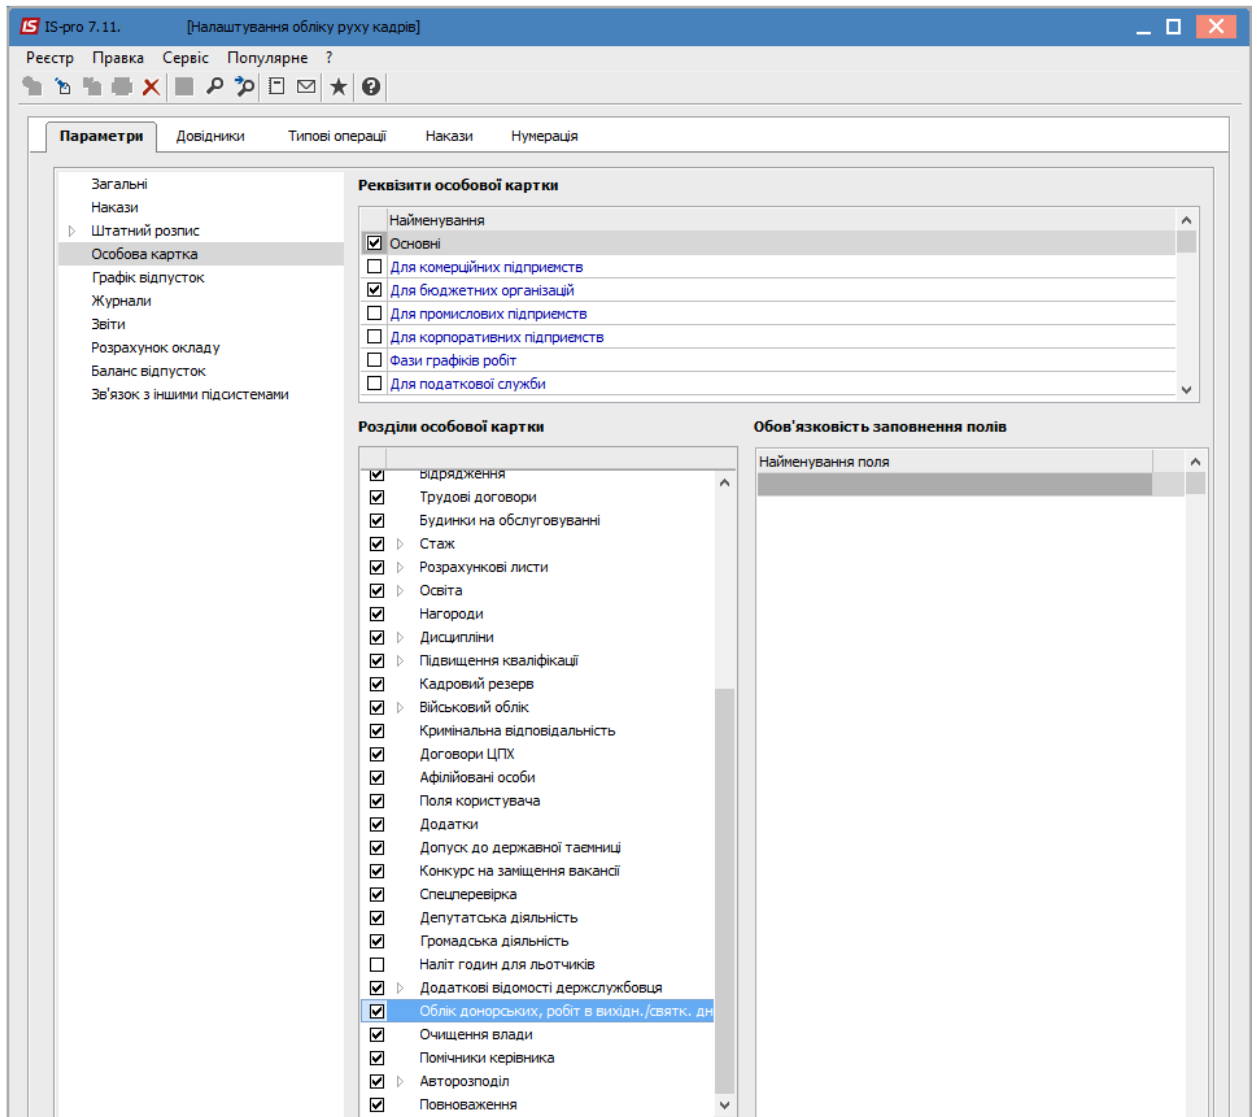 IS-pro 7.11. [Налаштування обліку руху кадрів]
Реєстр Правка Сервіс Популярне ?
Параметри Довідники Типові операції Накази Нумерація
Загальні
Накази
Штатний розпис
Особова картка
Графік відпусток
Журнали
Звіти
Розрахунок окладу
Баланс відпусток
Зв'язок з іншими підсистемами
Реквізити особової картки
Найменування
Основні
Для комерційних підприємств
Для бюджетних організацій
Для промислових підприємств
Для корпоративних підприємств
Фази графіків робіт
Для податкової служби
Розділи особової картки
Відрядження
Трудові договори
Будинки на обслуговуванні
Стаж
Розрахункові листи
Освіта
Нагороди
Дисципліни
Підвищення кваліфікації
Кадровий резерв
Військовий облік
Кримінальна відповідальність
Договори ЦПХ
Афілійовані особи
Поля користувача
Додатки
Допуск до державної таємниці
Конкурс на заміщення вакансії
Спецперевірка
Депутатська діяльність
Громадська діяльність
Наліт годин для льотчиків
Додаткові відомості держслужбовця
Облік донорських, робіт в вихідн./святк. дн
Очищення влади
Помічники керівника
Авторозподіл
Повноваження
Обов'язковість заповнення полів
Найменування поля